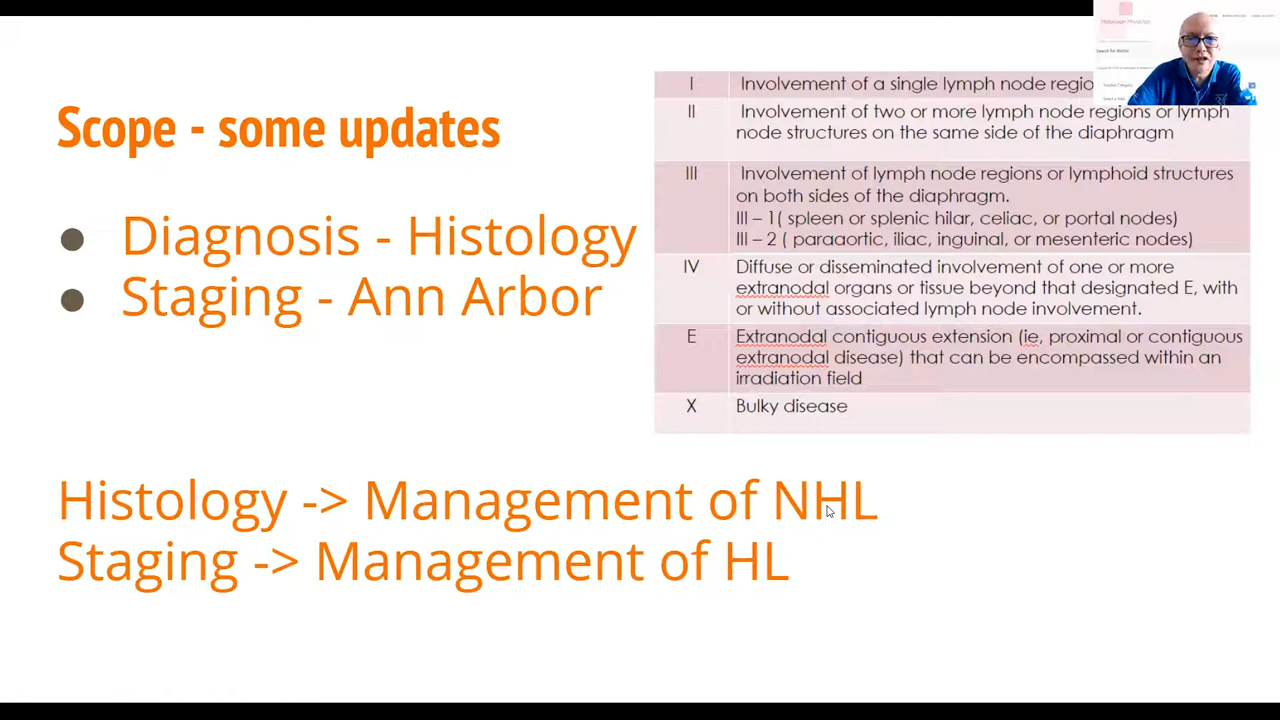 Scope - some updates
● Diagnosis - Histology
● Staging - Ann Arbor
Histology -> Management of NHL
Staging -> Management of HL
I Involvement of a single lymph node regio
II Involvement of two or more lymph node regions or lymph
node structures on the same side of the diaphragm
III Involvement of lymph node regions or lymphoid structures
on both sides of the diaphragm.
III – 1( spleen or splenic hilar, celiac, or portal nodes)
III – 2 ( paraaortic, iliac, inguinal, or mesenteric nodes)
IV Diffuse or disseminated involvement of one or more
extranodal organs or tissue beyond that designated E, with
or without associated lymph node involvement.
E Extranodal contiguous extension (ie, proximal or contiguous
extranodal disease) that can be encompassed within an
irradiation field
X Bulky disease
Search for doctor